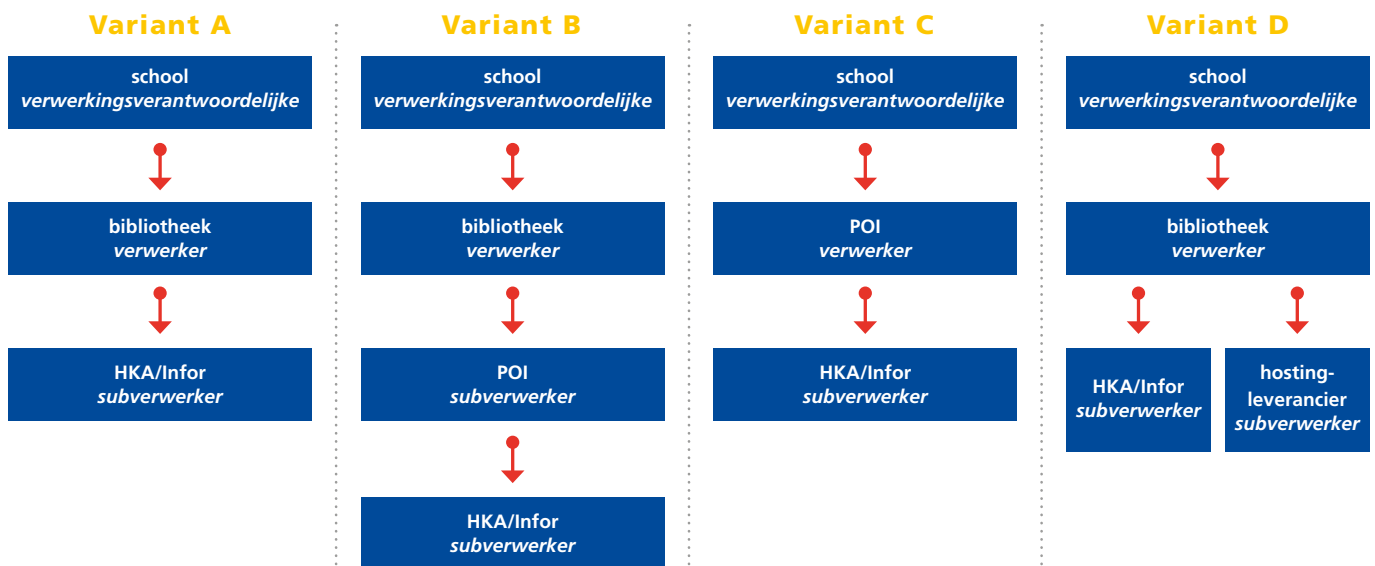 Variant A
school
verwerkingsverantwoordelijke
bibliotheek
verwerker
HKA/Infor
subverwerker
Variant B
school
verwerkingsverantwoordelijke
bibliotheek
verwerker
POI
subverwerker
HKA/Infor
subverwerker
Variant C
school
verwerkingsverantwoordelijke
POI
verwerker
HKA/Infor
subverwerker
Variant D
school
verwerkingsverantwoordelijke
bibliotheek
verwerker
HKA/Infor
subverwerker
hosting-
leverancier
subverwerker